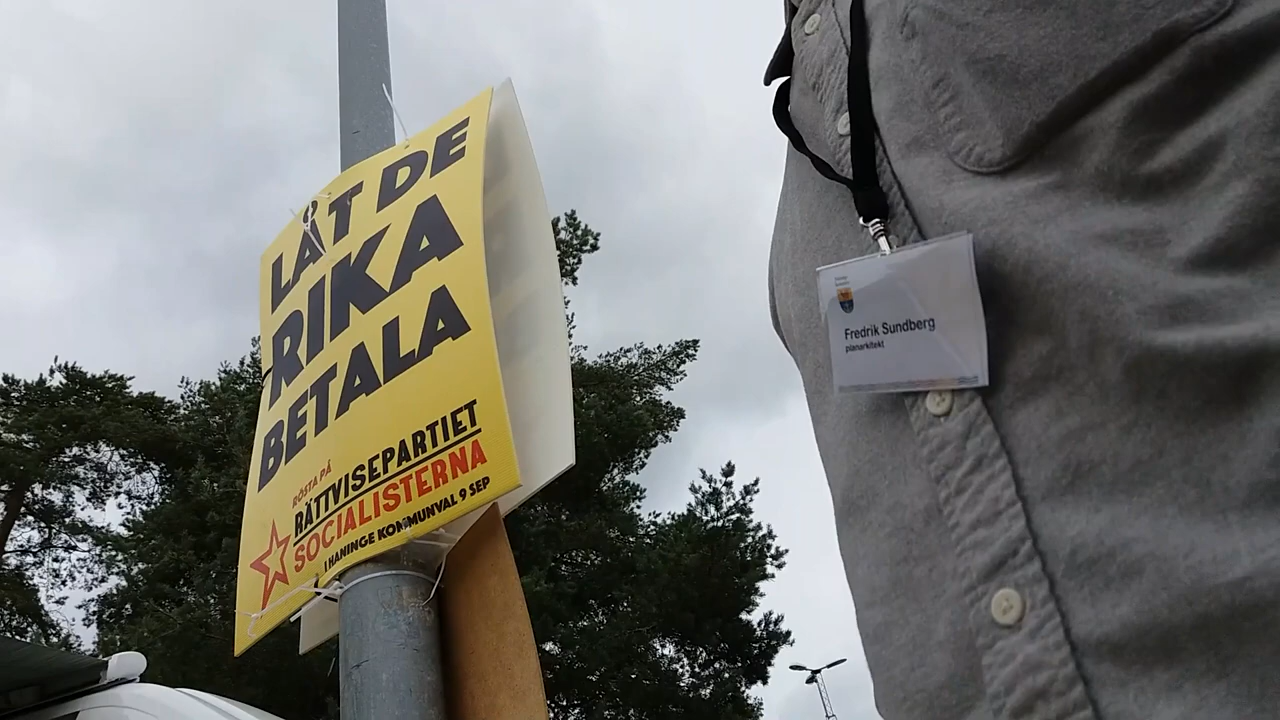 LÅT DE
RIKA
BETALA
RÖSTA PÅ
RÄTTVISEPARTIET
SOCIALISTERNA
I HANINGE KOMMUNVAL 9 SEP
Fredrik Sundberg
planarkitekt